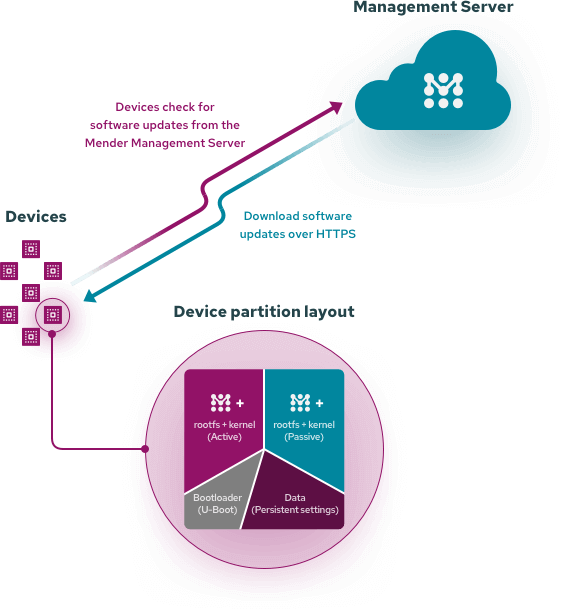 Management Server
Devices check for
software updates from the
Mender Management Server
Devices
Download software
updates over HTTPS
Device partition layout
+
+
rootfs + kernel
(Active)
rootfs + kernel
(Passive)
Bootloader
(U-Boot)
Data
(Persistent settings)